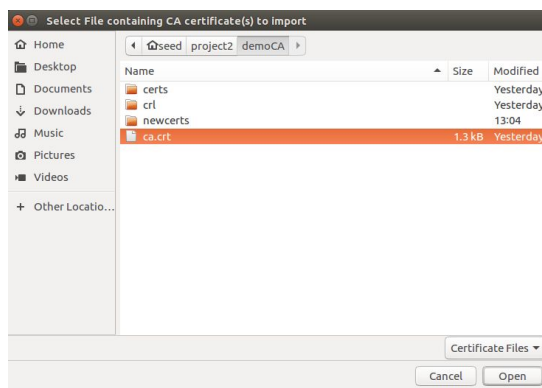 Select File containing CA certificate(s) to import
Home
Desktop
Documents
Downloads
Music
Pictures
Videos
+ Other Locatio...
seed project2 demoCA
Name Size Modified
certs Yesterday
crl Yesterday
newcerts 13:04
ca.crt 1.3 kB Yesterday
Certificate Files
Cancel Open